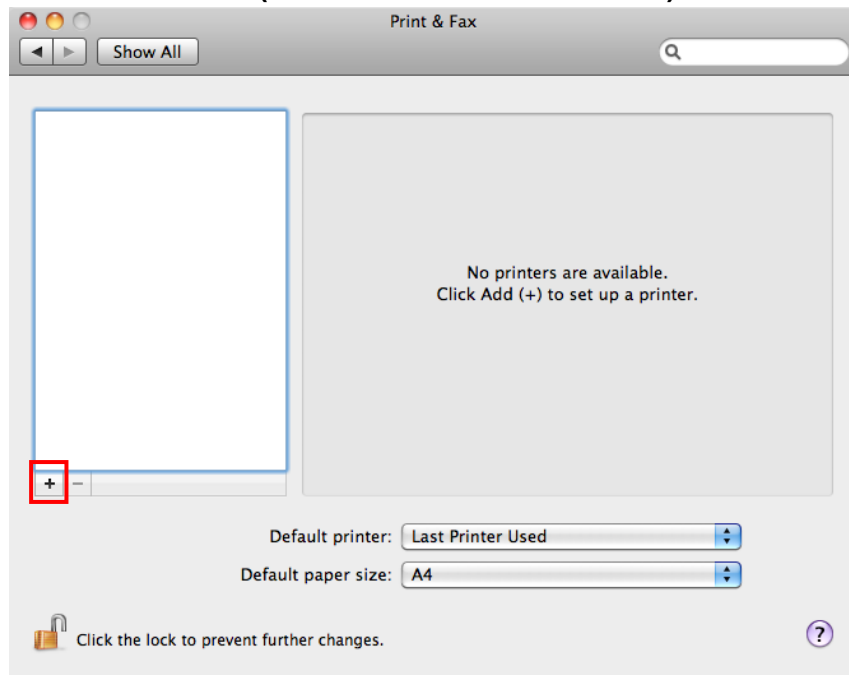 Print & Fax
Show All
No printers are available.
Click Add (+) to set up a printer.
+ −
Default printer: Last Printer Used
Default paper size: A4
Click the lock to prevent further changes.
?